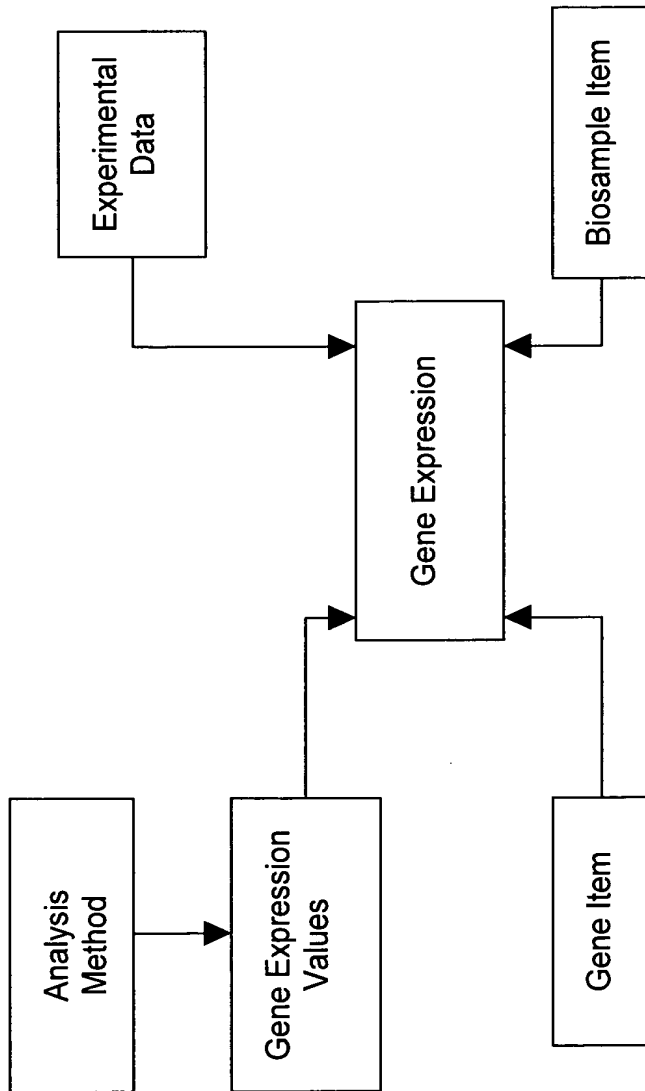 Analysis
Method
Gene Expression
Values
Gene Item
Gene Expression
Experimental
Data
Biosample Item